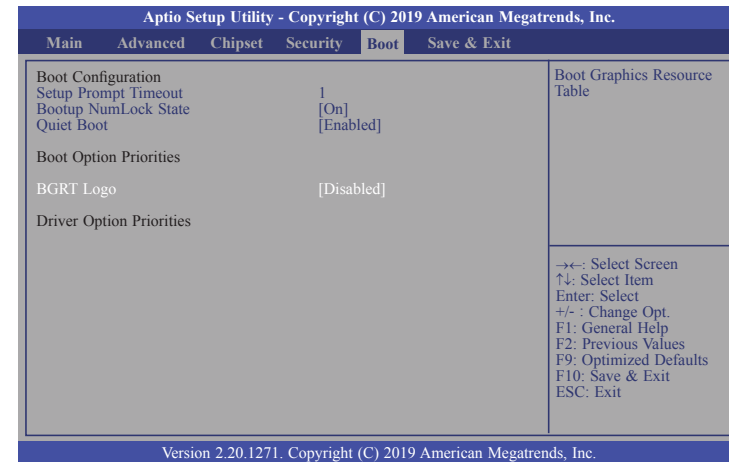 Aptio Setup Utility - Copyright (C) 2019 American Megatrends, Inc.
Main Advanced Chipset Security Boot Save & Exit
Boot Configuration
Setup Prompt Timeout 1
Bootup NumLock State [On]
Quiet Boot [Enabled]
Boot Option Priorities
BGRT Logo [Disabled]
Driver Option Priorities
Boot Graphics Resource
Table
→←: Select Screen
↑↓: Select Item
Enter: Select
+/- : Change Opt.
F1: General Help
F2: Previous Values
F9: Optimized Defaults
F10: Save & Exit
ESC: Exit
Version 2.20.1271. Copyright (C) 2019 American Megatrends, Inc.